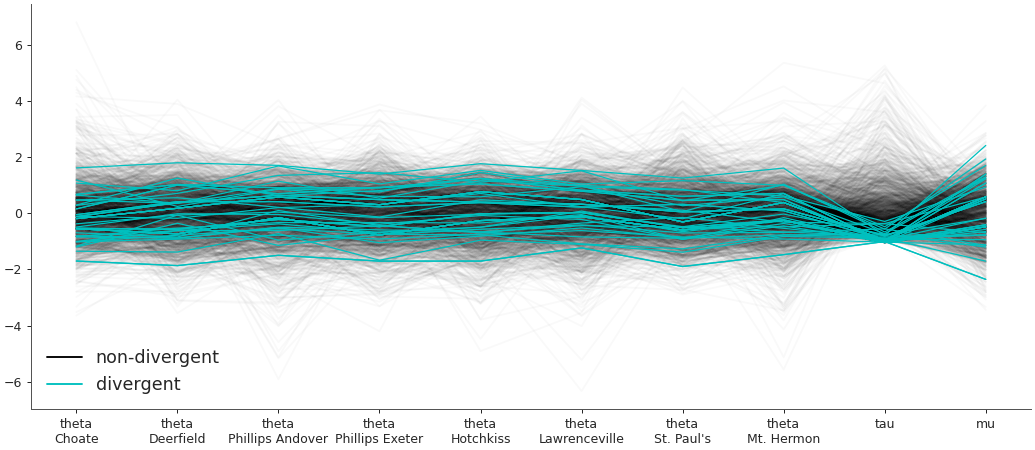 6
4
2
0
−2
−4
−6
non-divergent
divergent
theta
Choate
theta
Deerfield
theta
Phillips Andover
theta
Phillips Exeter
theta
Hotchkiss
theta
Lawrenceville
theta
St. Paul's
theta
Mt. Hermon
tau
mu